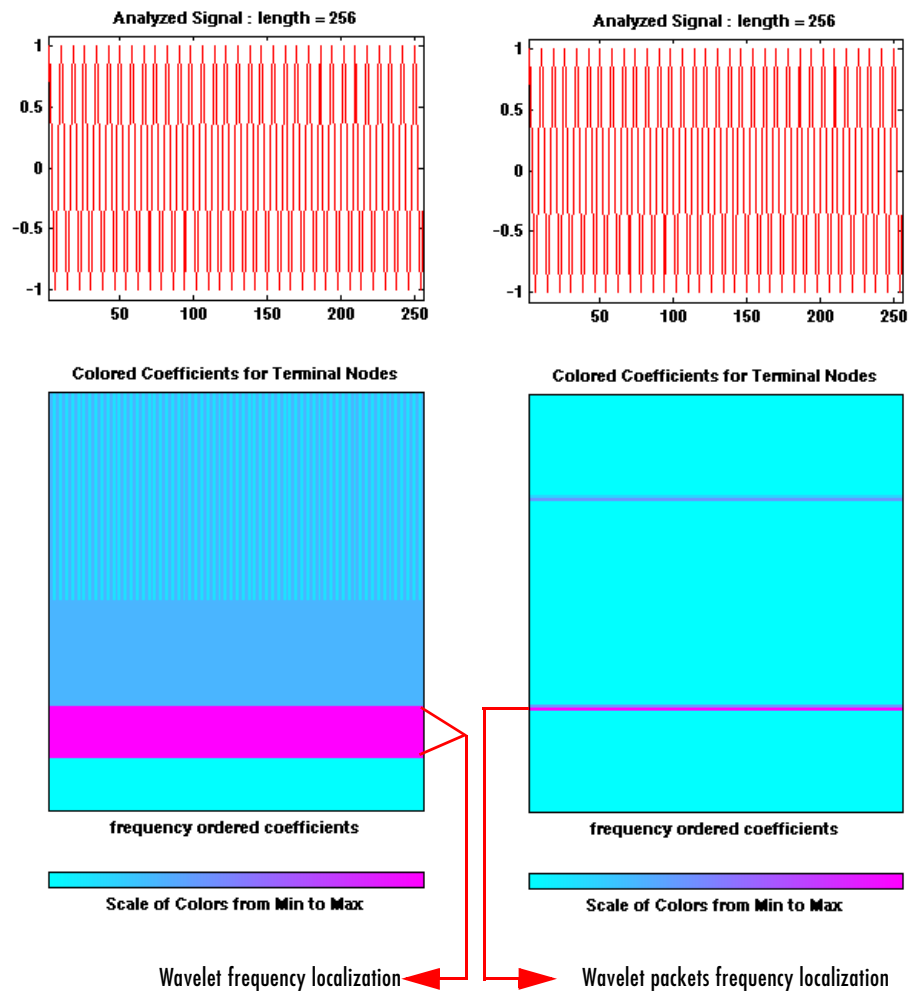 Analyzed Signal : length = 256
1
0.5
0
-0.5
-1
50
100
150
200
250
Analyzed Signal : length = 256
1
0.5
0
-0.5
-1
50
100
150
200
250
Colored Coefficients for Terminal Nodes
frequency ordered coefficients
Scale of Colors from Min to Max
Colored Coefficients for Terminal Nodes
frequency ordered coefficients
Scale of Colors from Min to Max
Wavelet frequency localization
Wavelet packets frequency localization